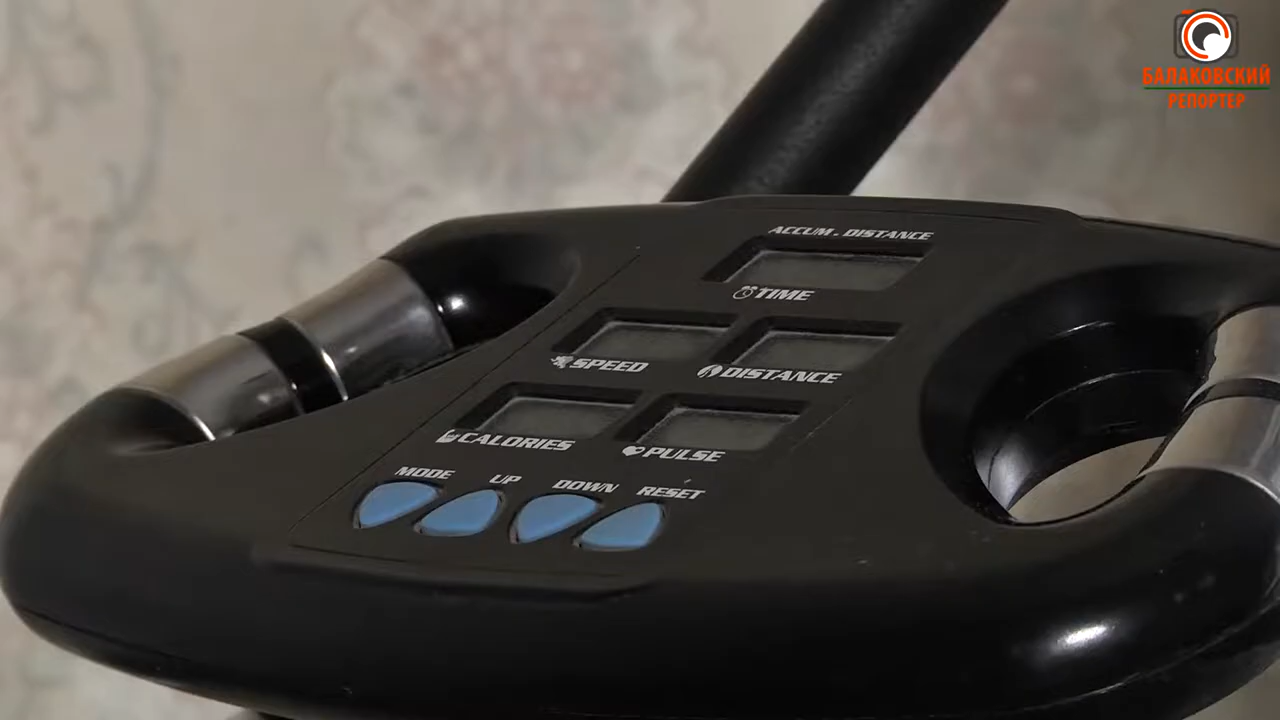 БАЛАКОВСКИЙ
РЕПОРТЕР
ACCUM. DISTANCE
TIME
SPEED
DISTANCE
CALORIES
PULSE
MODE
UP
DOWN
RESET